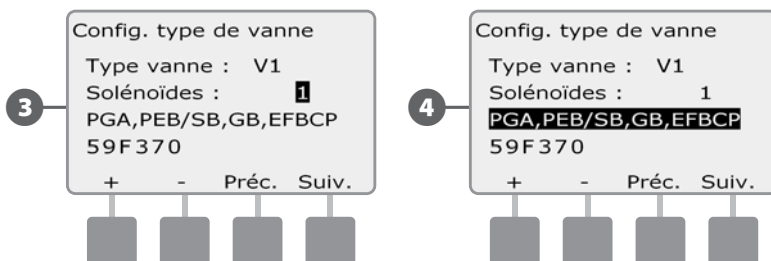 3
Config. type de vanne
Type vanne : V1
Solénoïdes : 1
PGA,PEB/SB,GB,EFBCP
59F370
+ - Préc. Suiv.
4
Config. type de vanne
Type vanne : V1
Solénoïdes : 1
PGA,PEB/SB,GB,EFBCP
59F370
+ - Préc. Suiv.